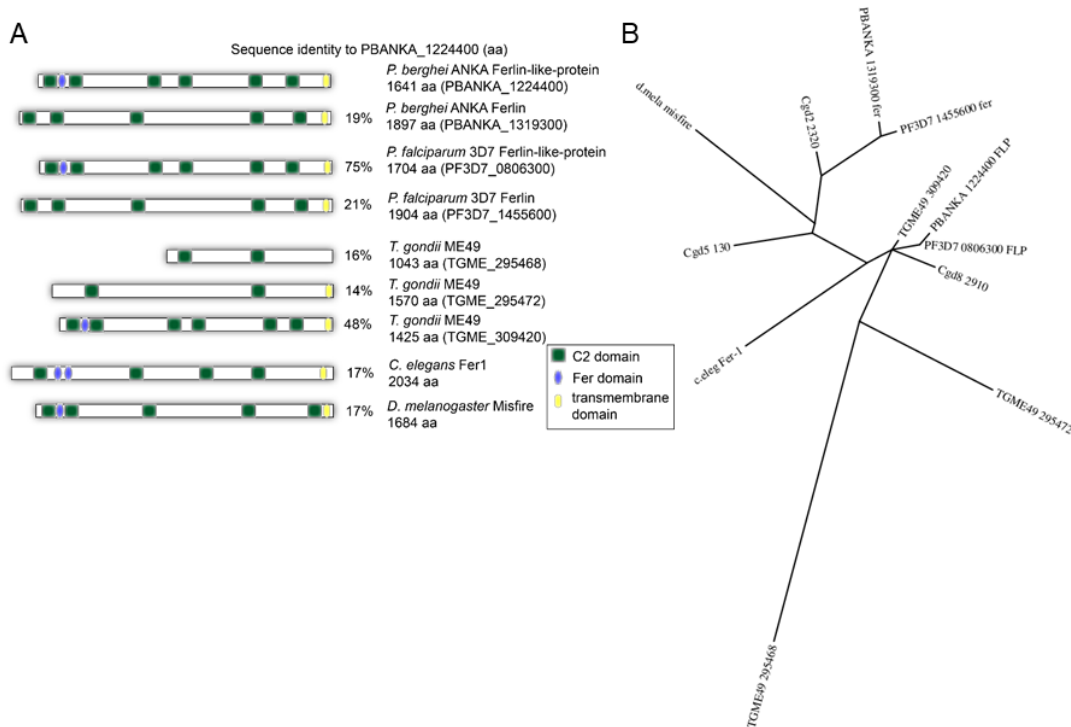 A
Sequence identity to PBANKA_1224400 (aa)
P. berghei ANKA Ferlin-like-protein
1641 aa (PBANKA_1224400)
19%
P. berghei ANKA Ferlin
1897 aa (PBANKA_1319300)
75%
P. falciparum 3D7 Ferlin-like-protein
1704 aa (PF3D7_0806300)
21%
P. falciparum 3D7 Ferlin
1904 aa (PF3D7_1455600)
16%
T. gondii ME49
1043 aa (TGME_295468)
14%
T. gondii ME49
1570 aa (TGME_295472)
48%
T. gondii ME49
1425 aa (TGME_309420)
17%
C. elegans Fer1
2034 aa
17%
D. melanogaster Misfire
1684 aa
C2 domain
Fer domain
transmembrane
domain
B
d.mela misfire
Cgd2 2320
PBANKA 1319300 fer
PF3D7 1455600 fer
TGME49 309420
PBANKA 1224400 FLP
PF3D7 0806300 FLP
Cgd8 2910
Cgd5 130
c.eleg Fer-1
TGME49 295472
TGME49 295468